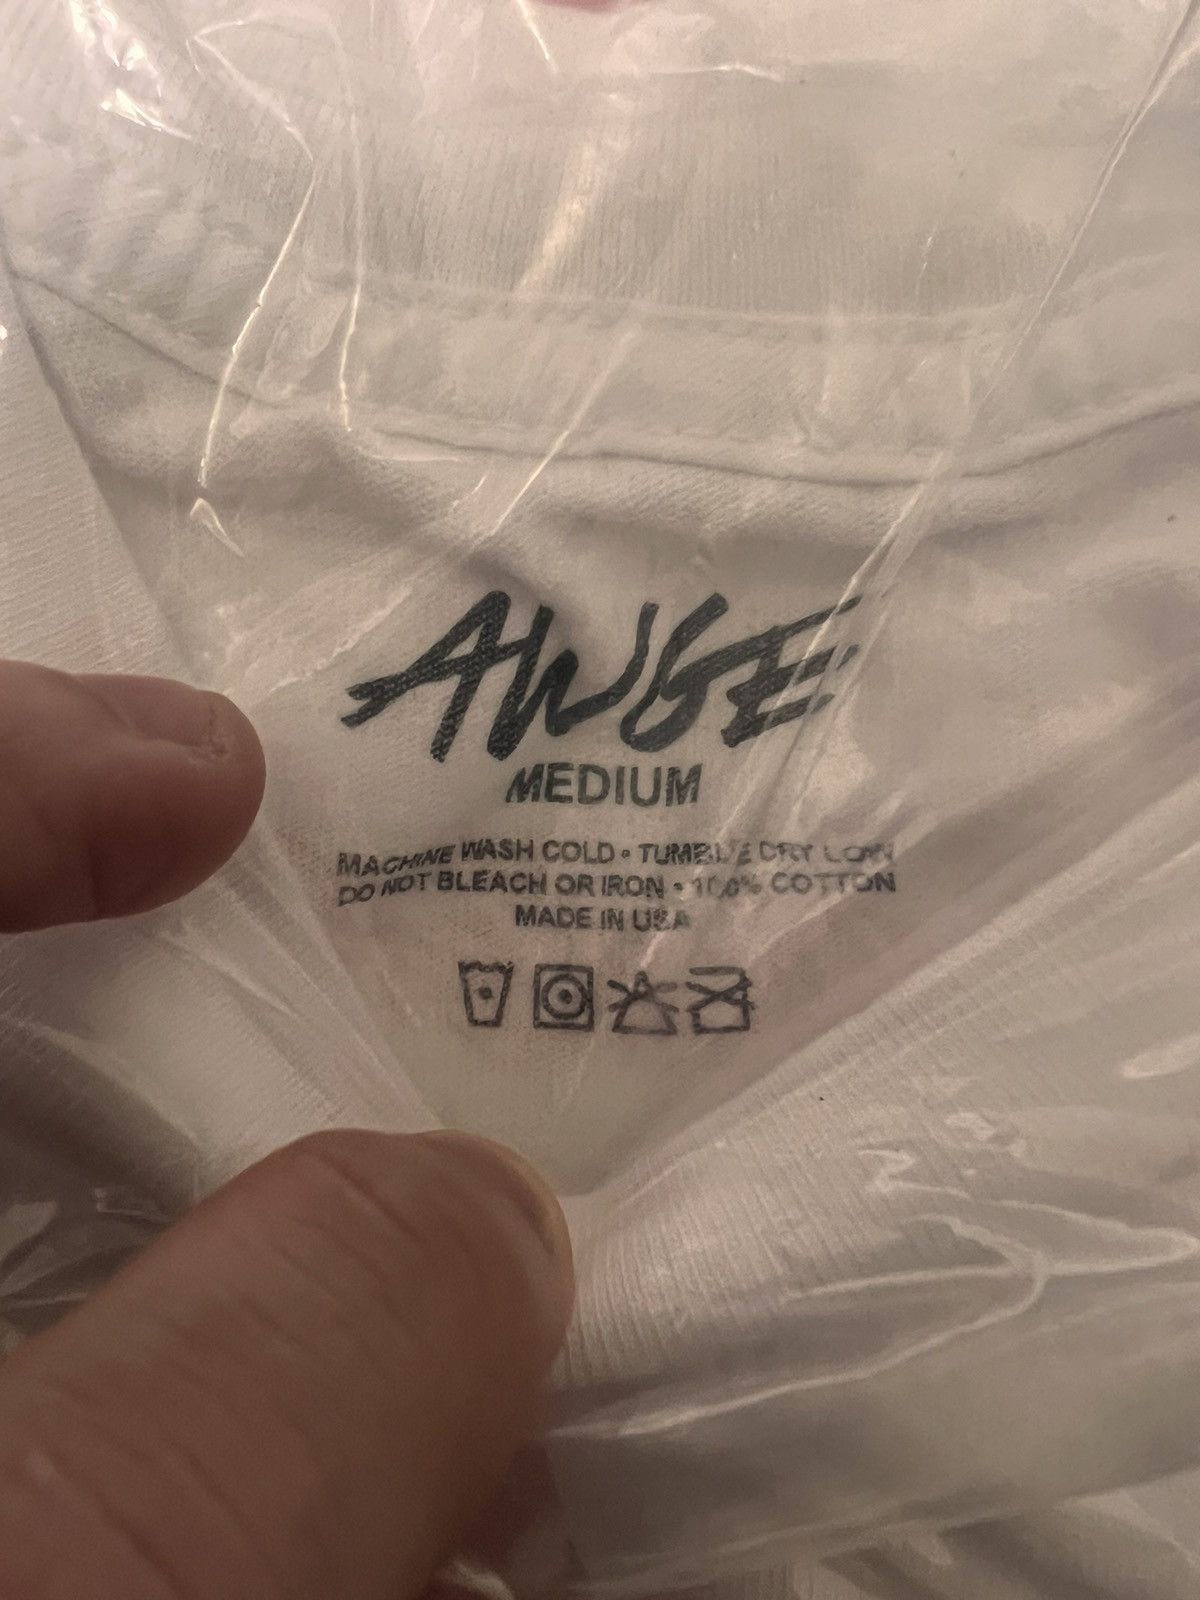 AWGE
MEDIUM
MACHINE WASH COLD • TUMBLE DRY LOW
DO NOT BLEACH OR IRON • 100% COTTON
MADE IN USA